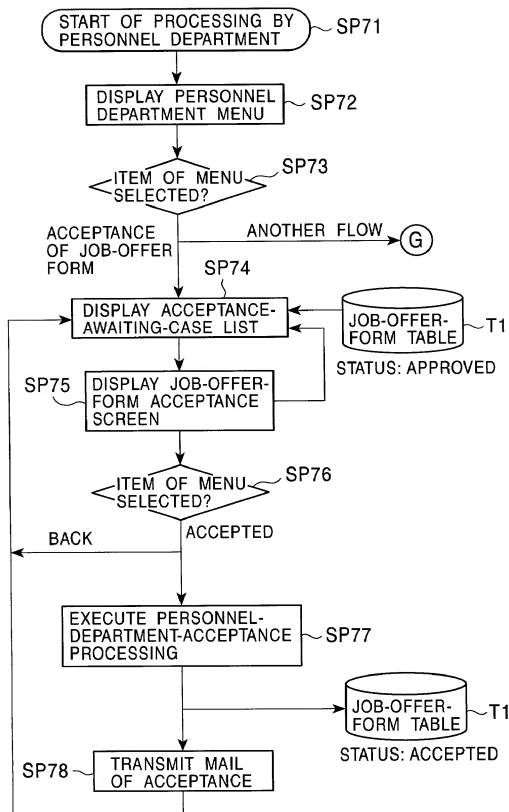 START OF PROCESSING BY
PERSONNEL DEPARTMENT
SP71
DISPLAY PERSONNEL
DEPARTMENT MENU
SP72
ITEM OF MENU
SELECTED?
SP73
ACCEPTANCE
OF JOB-OFFER
FORM
ANOTHER FLOW
G
SP74
DISPLAY ACCEPTANCE-
AWAITING-CASE LIST
JOB-OFFER-
FORM TABLE
T1
STATUS: APPROVED
SP75
DISPLAY JOB-OFFER-
FORM ACCEPTANCE
SCREEN
ITEM OF MENU
SELECTED?
SP76
ACCEPTED
BACK
EXECUTE PERSONNEL-
DEPARTMENT-ACCEPTANCE
PROCESSING
SP77
JOB-OFFER-
FORM TABLE
T1
STATUS: ACCEPTED
SP78
TRANSMIT MAIL
OF ACCEPTANCE